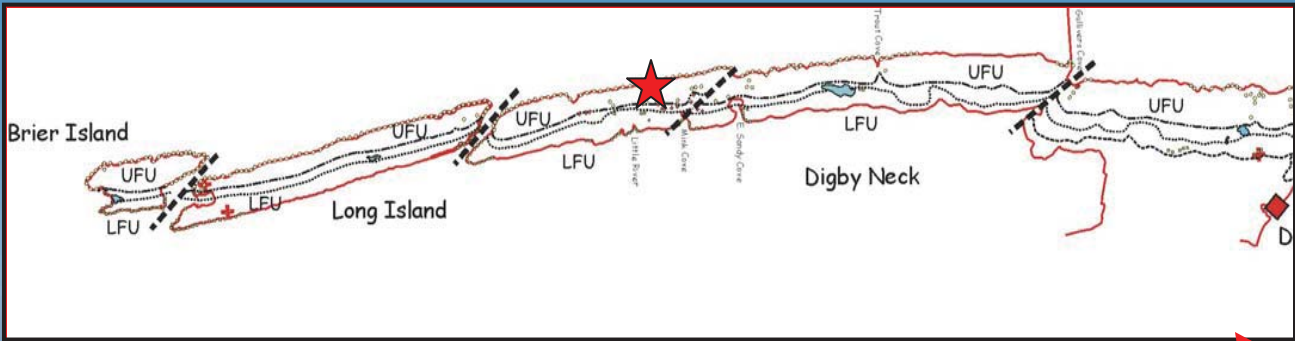 Brier Island
UFU
LFU
UFU
LFU
Long Island
UFU
LFU
Little River
Mink Cove
E. Sandy Cove
Digby Neck
Trout Cove
UFU
LFU
Gullivers Cove
UFU
D